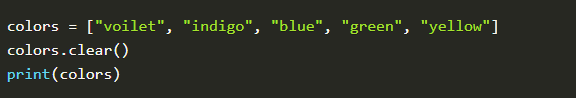 colors = ["voilet", "indigo", "blue", "green", "yellow"]
colors.clear()
print(colors)